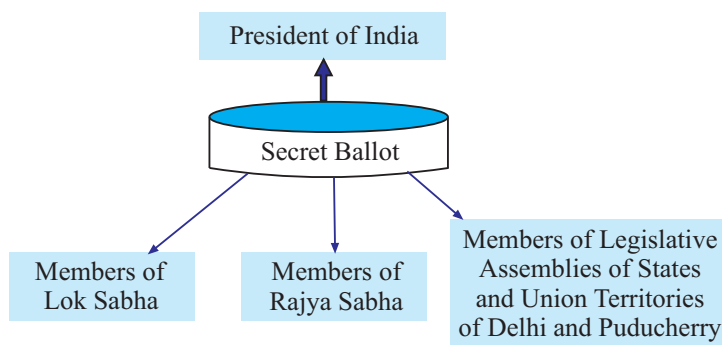 President of India
Secret Ballot
Members of
Lok Sabha
Members of
Rajya Sabha
Members of Legislative
Assemblies of States
and Union Territories
of Delhi and Puducherry